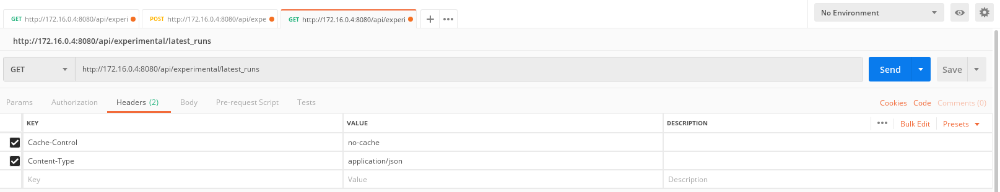 GET http://172.16.0.4:8080/api/experi POST http://172.16.0.4:8080/api/expe GET http://172.16.0.4:8080/api/experi No Environment
http://172.16.0.4:8080/api/experimental/latest_runs
GET http://172.16.0.4:8080/api/experimental/latest_runs Send Save
Params Authorization Headers (2) Body Pre-request Script Tests Cookies Code Comments (0)
KEY VALUE DESCRIPTION Bulk Edit Presets
Cache-Control no-cache
Content-Type application/json
Key Value Description